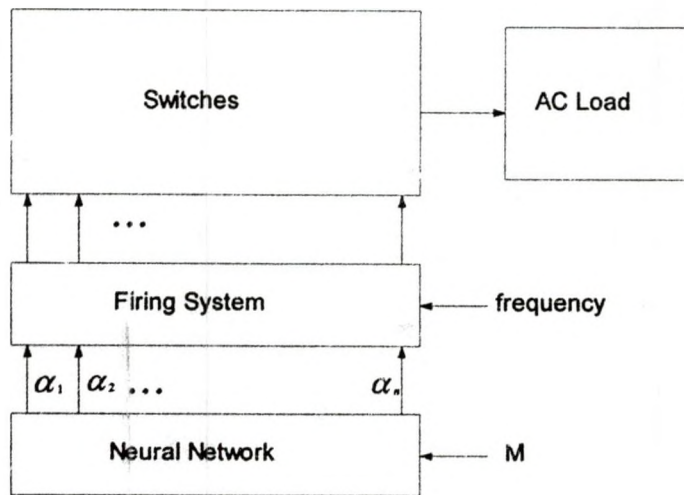 Switches
AC Load
...
Firing System
frequency
α₁ α₂ ... αₙ
Neural Network
M